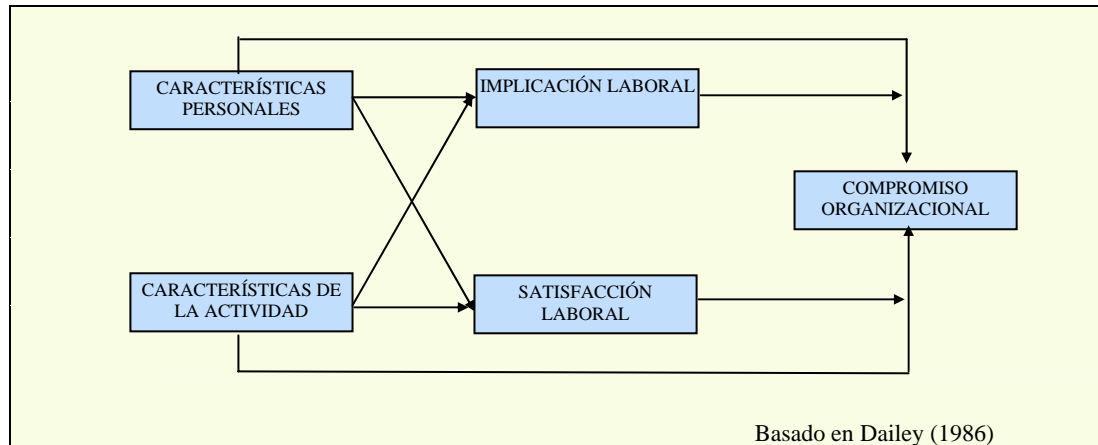 CARACTERÍSTICAS
PERSONALES
IMPLICACIÓN LABORAL
COMPROMISO
ORGANIZACIONAL
CARACTERÍSTICAS DE
LA ACTIVIDAD
SATISFACCIÓN
LABORAL
Basado en Dailey (1986)